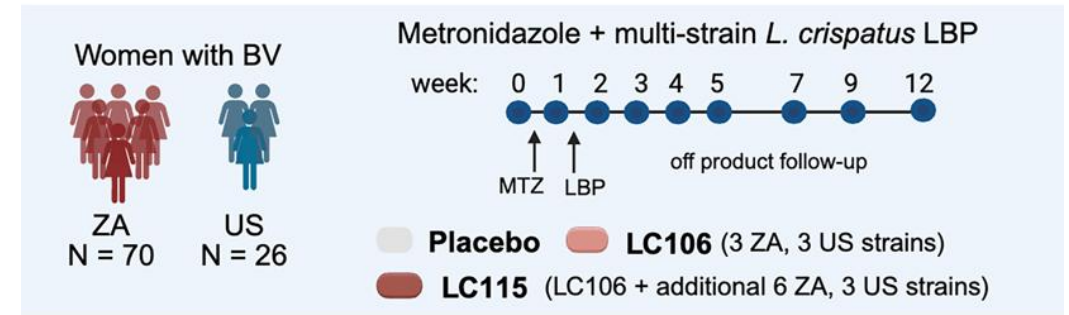 Women with BV
ZA
N = 70
US
N = 26
Metronidazole + multi-strain L. crispatus LBP
week: 0 1 2 3 4 5 7 9 12
MTZ
LBP
off product follow-up
Placebo
LC106 (3 ZA, 3 US strains)
LC115 (LC106 + additional 6 ZA, 3 US strains)